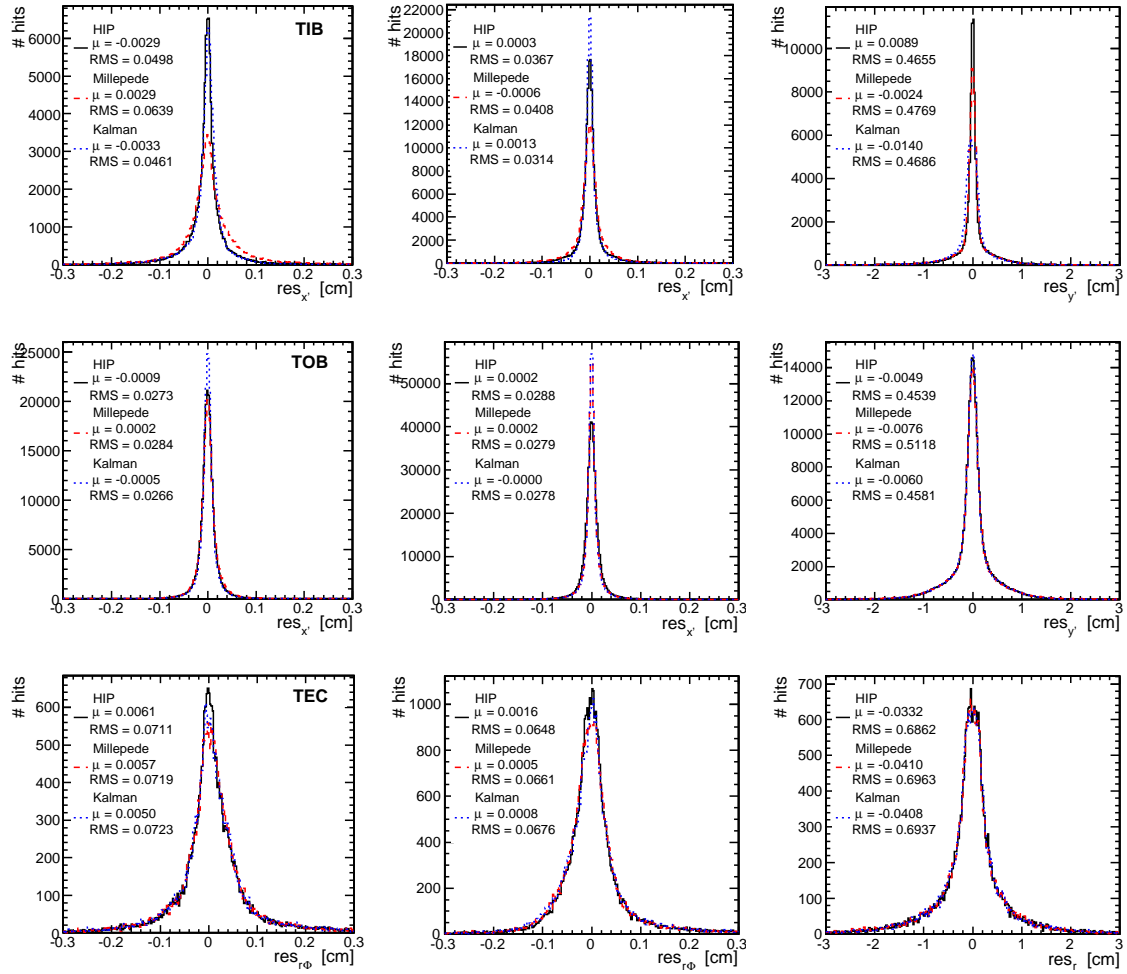 # hits
TIB
HIP
μ = -0.0029
RMS = 0.0498
Millepede
μ = 0.0029
RMS = 0.0639
Kalman
μ = -0.0033
RMS = 0.0461
6000
5000
4000
3000
2000
1000
0
-0.3 -0.2 -0.1 0 0.1 0.2 0.3
res_x' [cm]
# hits
HIP
μ = 0.0003
RMS = 0.0367
Millepede
μ = -0.0006
RMS = 0.0408
Kalman
μ = 0.0013
RMS = 0.0314
22000
20000
18000
16000
14000
12000
10000
8000
6000
4000
2000
0
-0.3 -0.2 -0.1 0 0.1 0.2 0.3
res_x' [cm]
# hits
HIP
μ = 0.0089
RMS = 0.4655
Millepede
μ = -0.0024
RMS = 0.4769
Kalman
μ = -0.0140
RMS = 0.4686
10000
8000
6000
4000
2000
0
-3 -2 -1 0 1 2 3
res_y' [cm]
# hits
TOB
HIP
μ = -0.0009
RMS = 0.0273
Millepede
μ = 0.0002
RMS = 0.0284
Kalman
μ = -0.0005
RMS = 0.0266
25000
20000
15000
10000
5000
0
-0.3 -0.2 -0.1 0 0.1 0.2 0.3
res_x' [cm]
# hits
HIP
μ = 0.0002
RMS = 0.0288
Millepede
μ = 0.0002
RMS = 0.0279
Kalman
μ = -0.0000
RMS = 0.0278
50000
40000
30000
20000
10000
0
-0.3 -0.2 -0.1 0 0.1 0.2 0.3
res_x' [cm]
# hits
HIP
μ = -0.0049
RMS = 0.4539
Millepede
μ = -0.0076
RMS = 0.5118
Kalman
μ = -0.0060
RMS = 0.4581
14000
12000
10000
8000
6000
4000
2000
0
-3 -2 -1 0 1 2 3
res_y' [cm]
# hits
TEC
HIP
μ = 0.0061
RMS = 0.0711
Millepede
μ = 0.0057
RMS = 0.0719
Kalman
μ = 0.0050
RMS = 0.0723
600
500
400
300
200
100
0
-0.3 -0.2 -0.1 0 0.1 0.2 0.3
res_rΦ [cm]
# hits
HIP
μ = 0.0016
RMS = 0.0648
Millepede
μ = 0.0005
RMS = 0.0661
Kalman
μ = 0.0008
RMS = 0.0676
1000
800
600
400
200
0
-0.3 -0.2 -0.1 0 0.1 0.2 0.3
res_rΦ [cm]
# hits
HIP
μ = -0.0332
RMS = 0.6862
Millepede
μ = -0.0410
RMS = 0.6963
Kalman
μ = -0.0408
RMS = 0.6937
700
600
500
400
300
200
100
0
-3 -2 -1 0 1 2 3
res_r [cm]